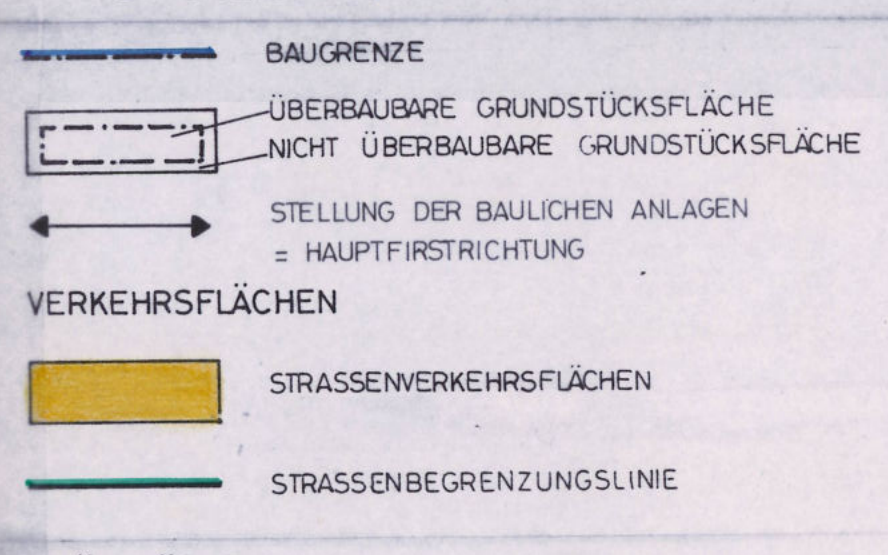 BAUGRENZE
ÜBERBAUBARE GRUNDSTÜCKSFLÄCHE
NICHT ÜBERBAUBARE GRUNDSTÜCKSFLÄCHE
STELLUNG DER BAULICHEN ANLAGEN
= HAUPTFIRSTRICHTUNG
VERKEHRSFLÄCHEN
STRASSENVERKEHRSFLÄCHEN
STRASSENBEGRENZUNGSLINIE